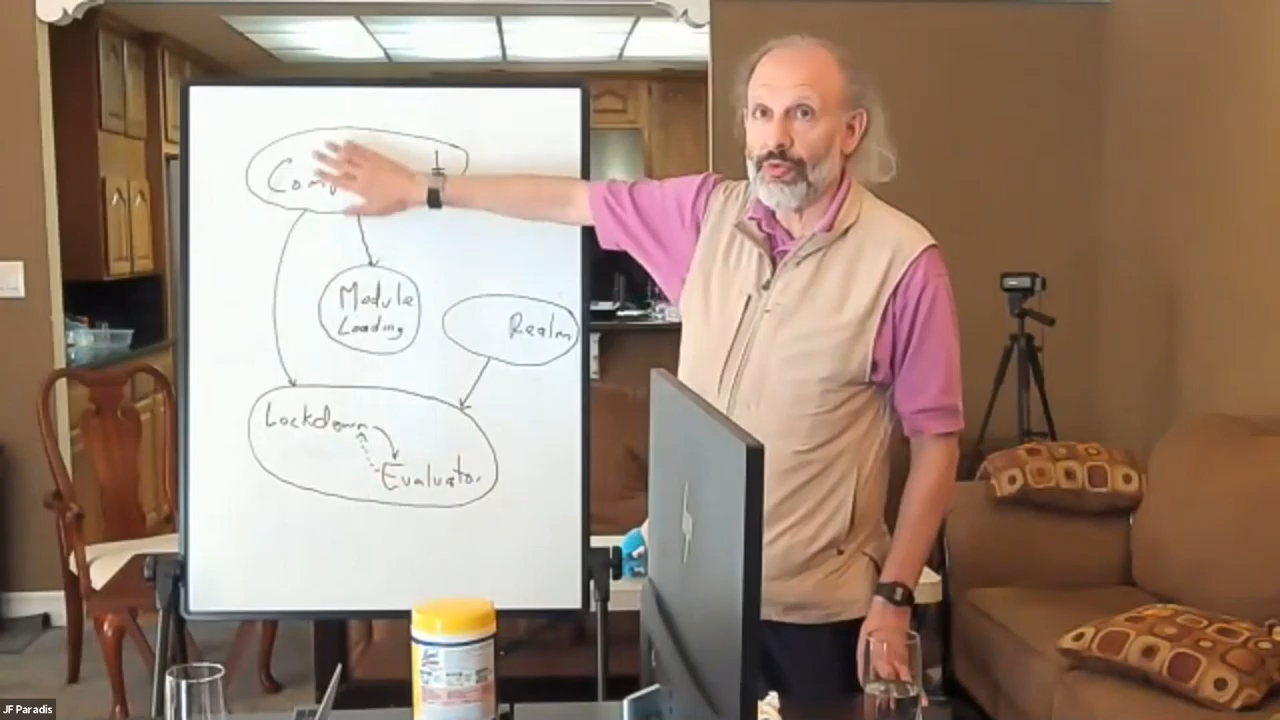 Module
Loading
Realm
Lockdown
Evaluator
JF Paradis